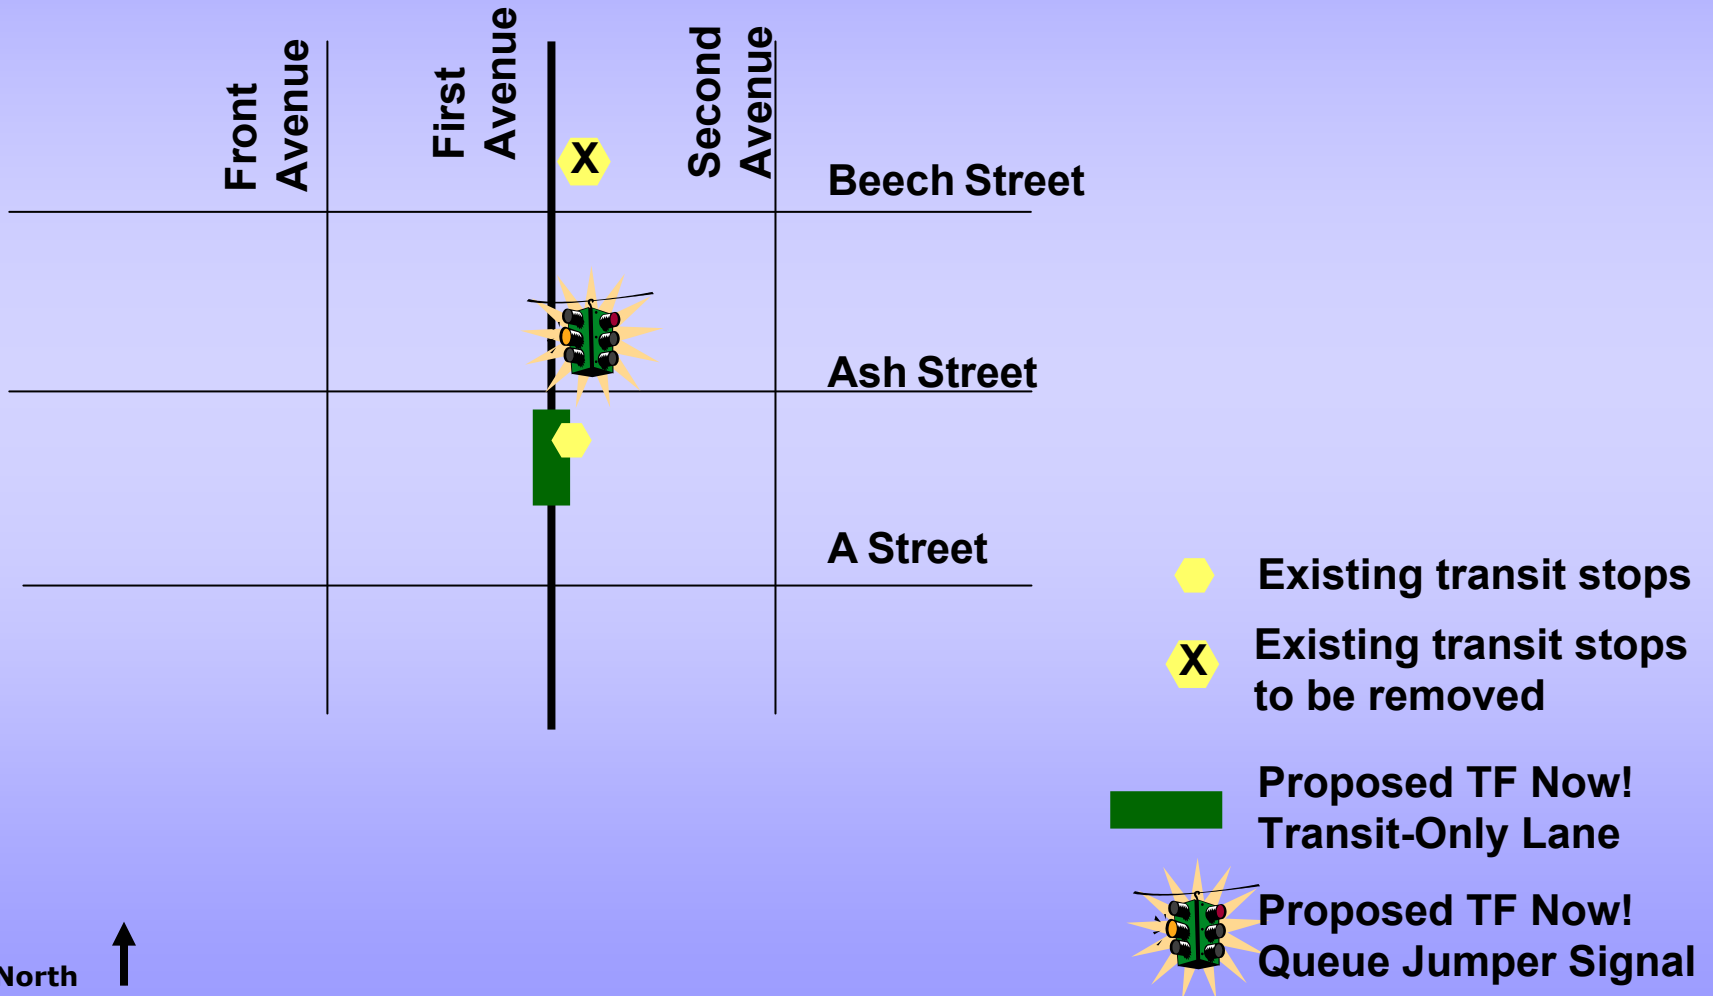 Front
Avenue
First
Avenue
Second
Avenue
X
Beech Street
Ash Street
A Street
Existing transit stops
X
Existing transit stops
to be removed
Proposed TF Now!
Transit-Only Lane
Proposed TF Now!
Queue Jumper Signal
North